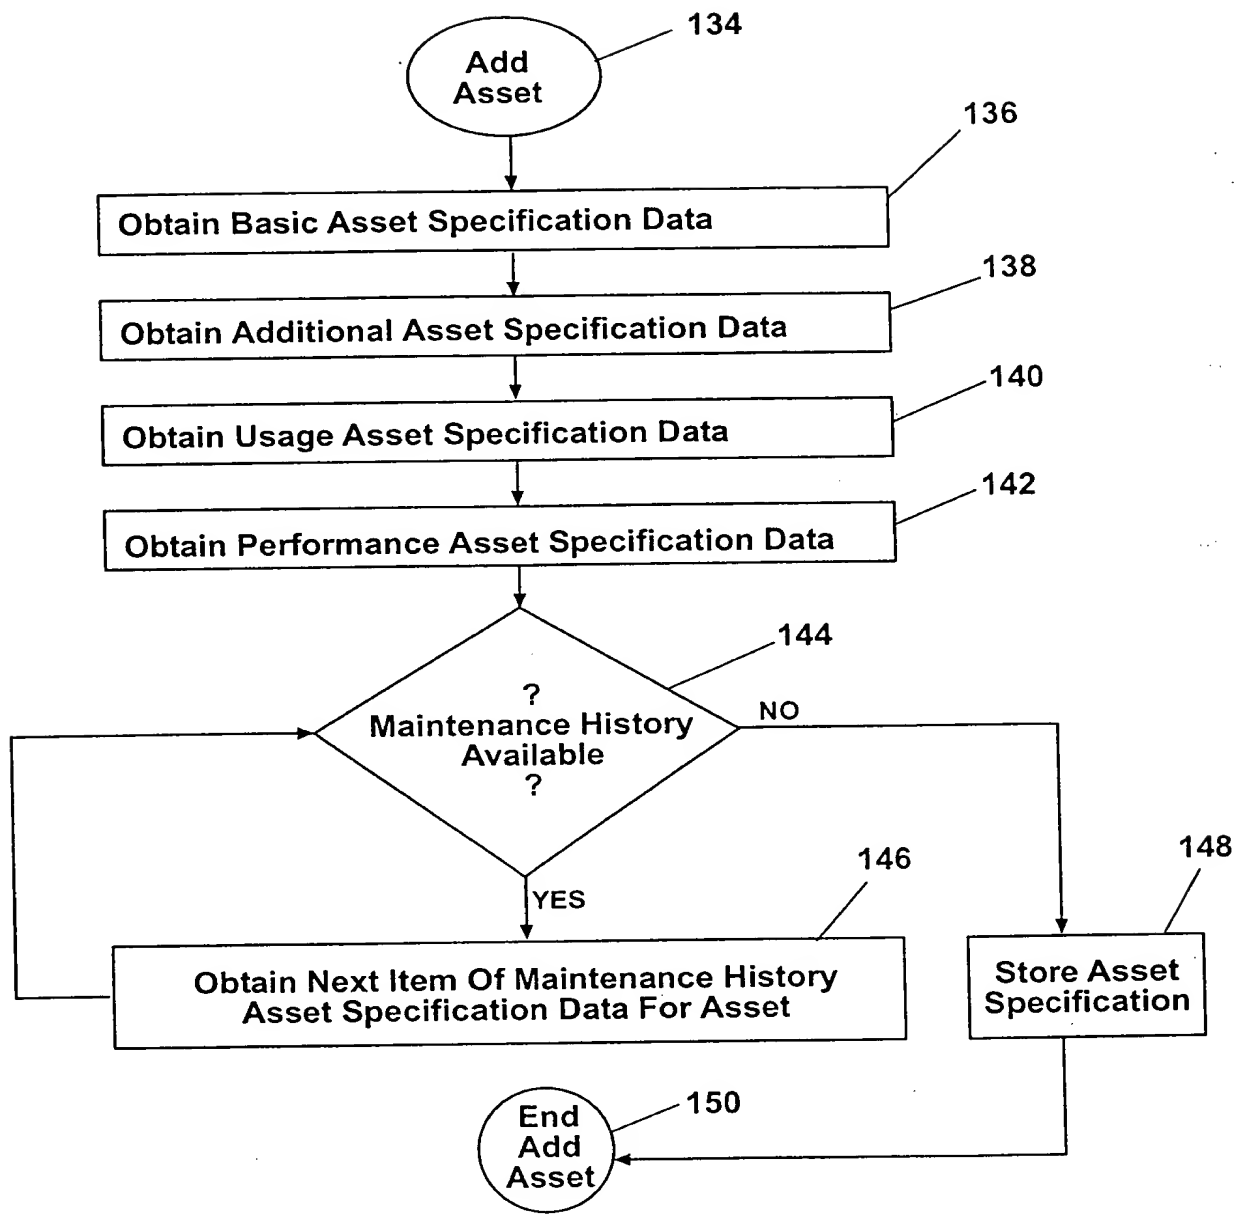 134
Add
Asset
136
Obtain Basic Asset Specification Data
138
Obtain Additional Asset Specification Data
140
Obtain Usage Asset Specification Data
142
Obtain Performance Asset Specification Data
144
?
Maintenance History
Available
?
NO
YES
146
148
Obtain Next Item Of Maintenance History
Asset Specification Data For Asset
Store Asset
Specification
150
End
Add
Asset